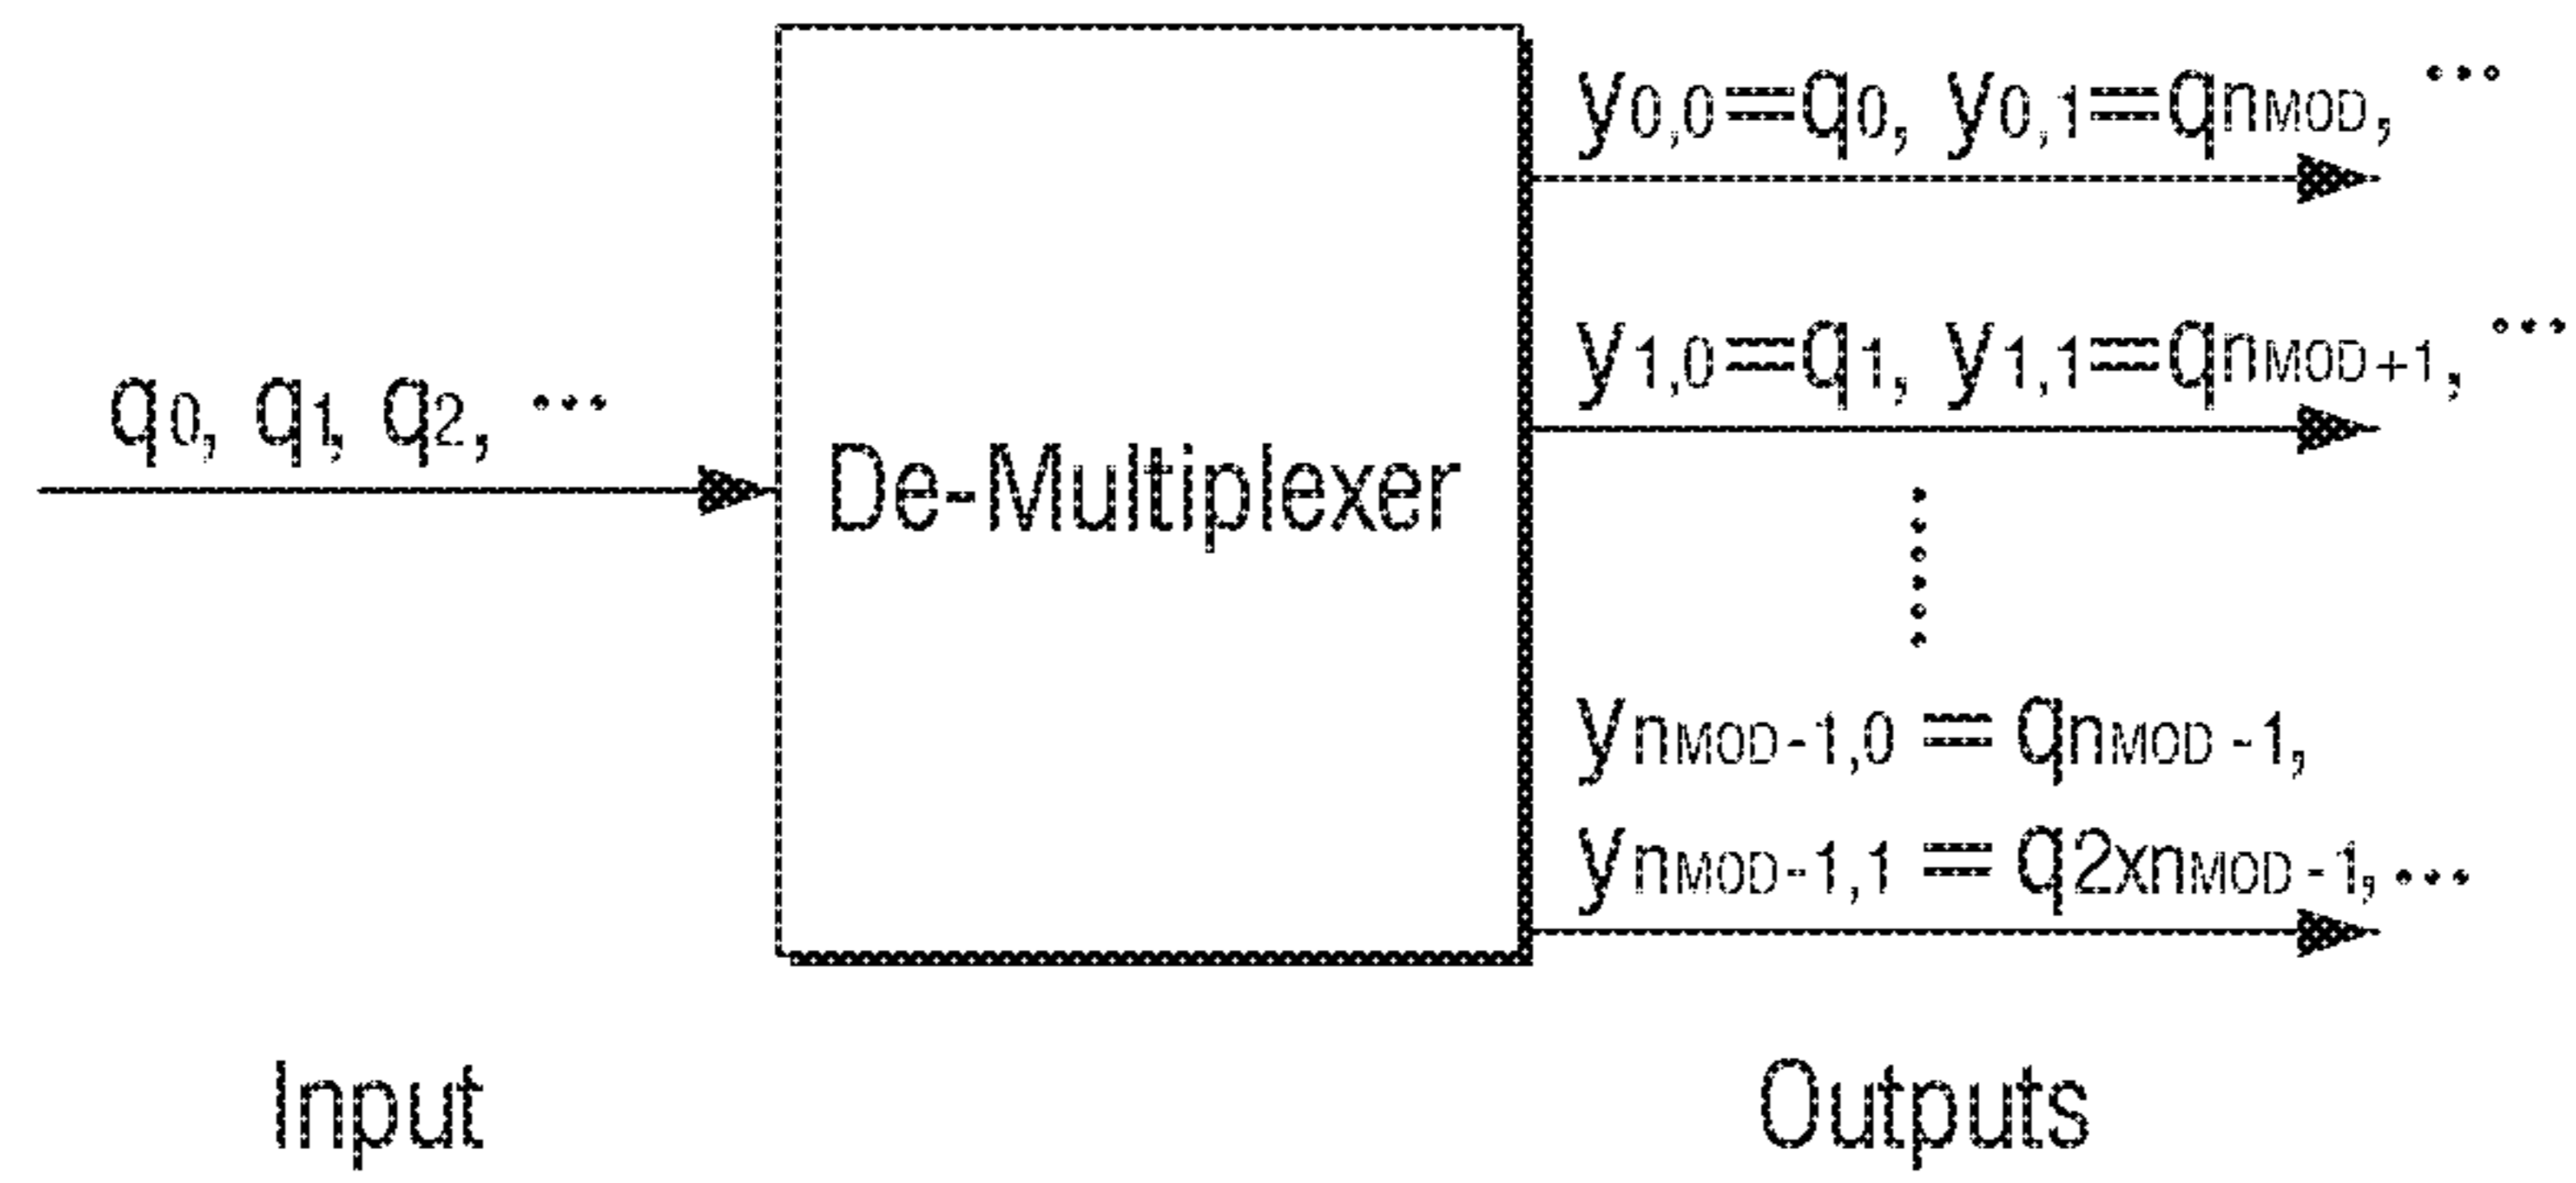 q0, q1, q2, ...
De-Multiplexer
y0,0=q0, y0,1=qnMOD, ...
y1,0=q1, y1,1=qnMOD+1, ...
ynMOD-1,0 = qnMOD -1,
ynMOD-1,1 = q2xnMOD -1, ...
Input
Outputs